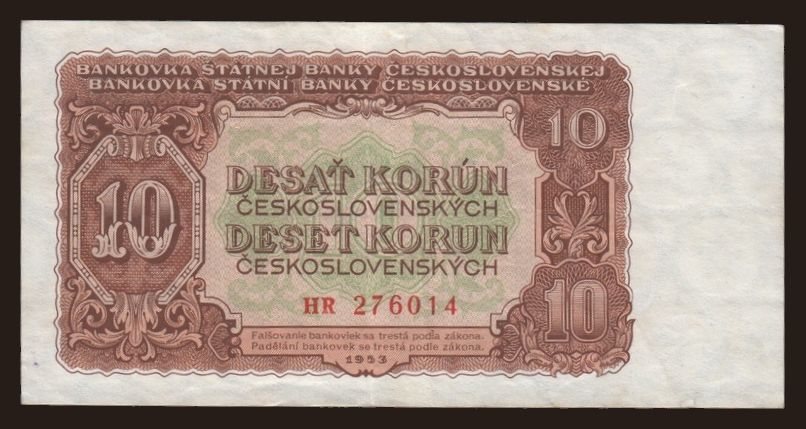 BANKOVKA ŠTÁTNEJ BANKY ČESKOSLOVENSKEJ
BANKOVKA STÁTNÍ BANKY ČESKOSLOVENSKÉ
10
10
DESAŤ KORÚN
ČESKOSLOVENSKÝCH
DESET KORUN
ČESKOSLOVENSKÝCH
HR 276014
10
Falšovanie bankoviek sa trestá podľa zákona.
Padělání bankovek se trestá podle zákona.
1953